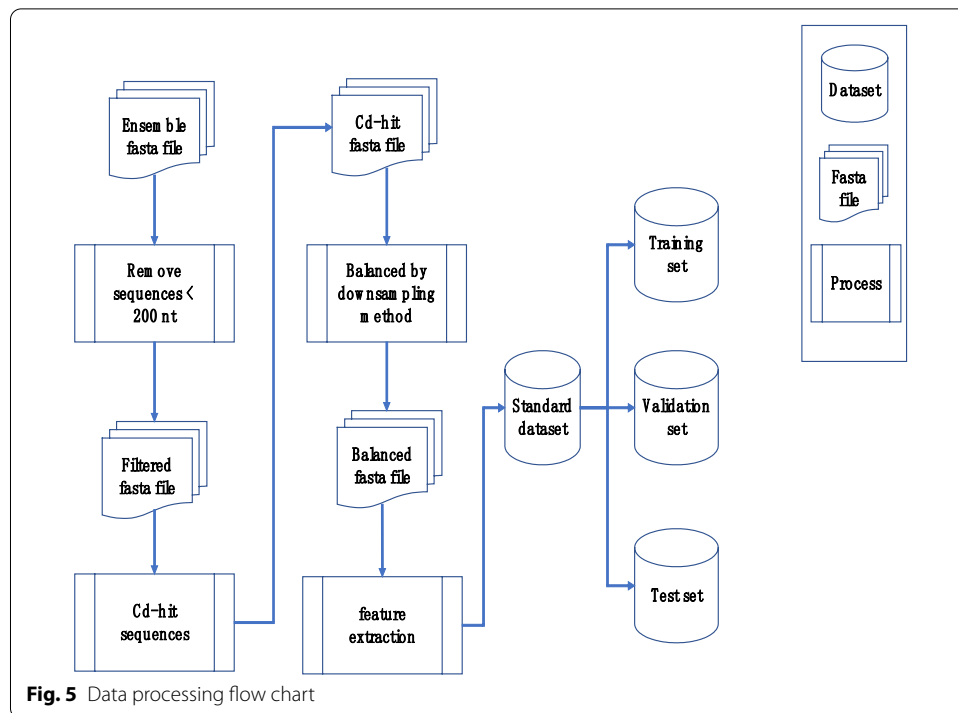 Ensemble
fasta file
Remove
sequences <
200 nt
Filtered
fasta file
Cd-hit
sequences
Cd-hit
fasta file
Balanced by
downsampling
method
Balanced
fasta file
feature
extraction
Standard
dataset
Training
set
Validation
set
Test set
Dataset
Fasta
file
Process
Fig. 5 Data processing flow chart